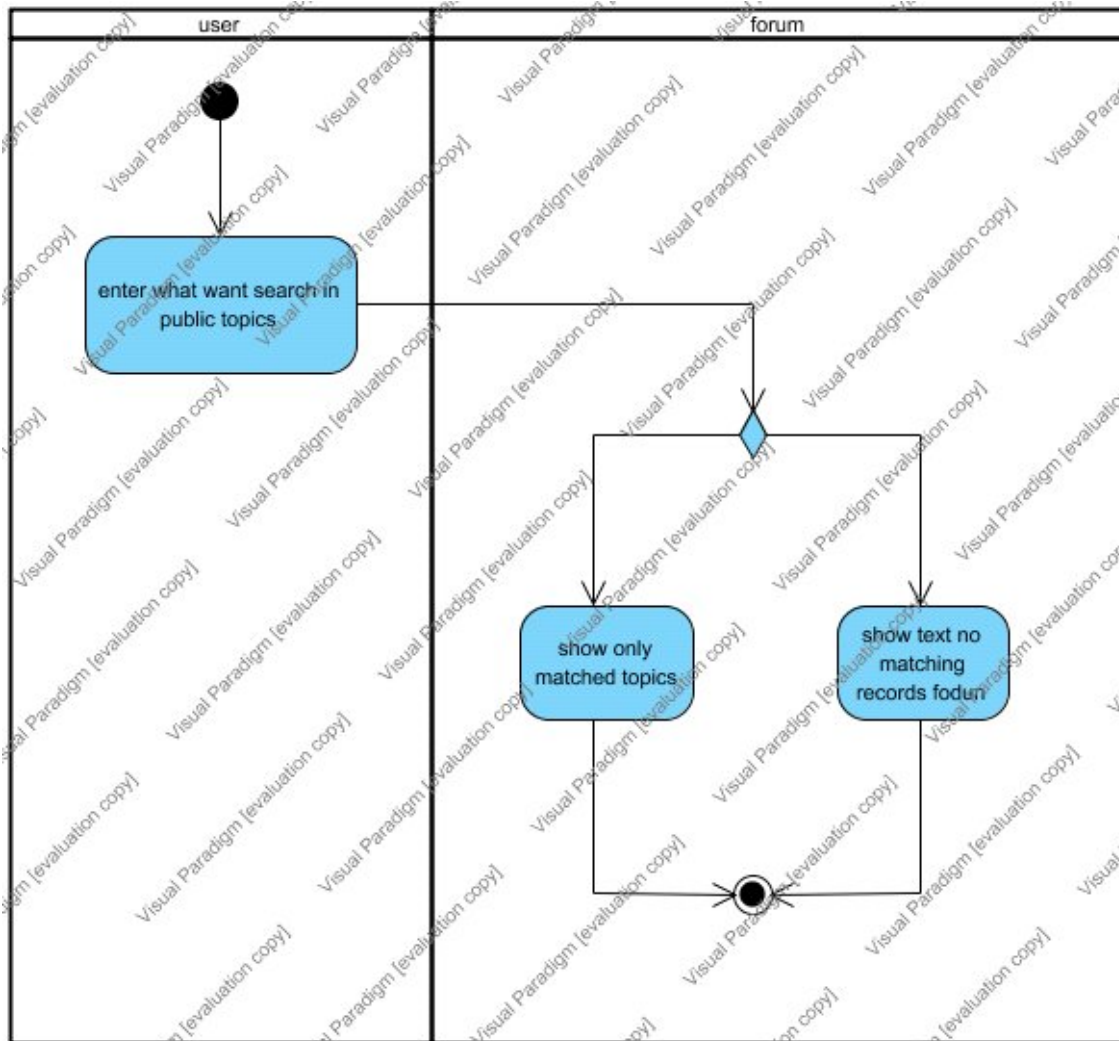 user
forum
enter what want search in
public topics
show only
matched topics
show text no
matching
records fodun
Visual Paradigm [evaluation copy]